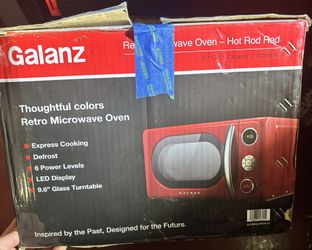 Galanz
Retro Microwave Oven – Hot Rod Red
Thoughtful colors
Retro Microwave Oven
Express Cooking
Defrost
6 Power Levels
LED Display
9.6" Glass Turntable
GALANZ
Inspired by the Past, Designed for the Future.